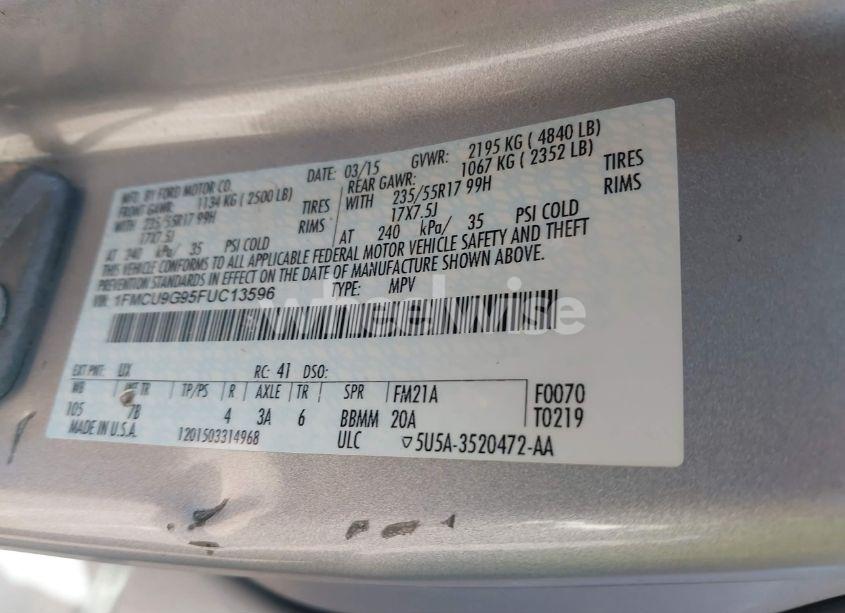 MFD. BY FORD MOTOR CO. DATE: 03/15 GVWR: 2195 KG ( 4840 LB)
FRONT GAWR: 1134 KG ( 2500 LB) REAR GAWR: 1067 KG ( 2352 LB)
WITH 235/55R17 99H TIRES WITH 235/55R17 99H TIRES
17X7.5J RIMS 17X7.5J RIMS
AT 240 kPa/ 35 PSI COLD AT 240 kPa/ 35 PSI COLD
THIS VEHICLE CONFORMS TO ALL APPLICABLE FEDERAL MOTOR VEHICLE SAFETY AND THEFT
PREVENTION STANDARDS IN EFFECT ON THE DATE OF MANUFACTURE SHOWN ABOVE.
VIN: 1FMCU9G95FUC13596 TYPE: MPV
wheelwise
EXT PNT: UX RC: 41 DSO:
WB INT TR TP/PS R AXLE TR SPR FM21A F0070
105 7B 4 3A 6 BBMM 20A T0219
MADE IN U.S.A. 1201503314968 ULC 5U5A-3520472-AA